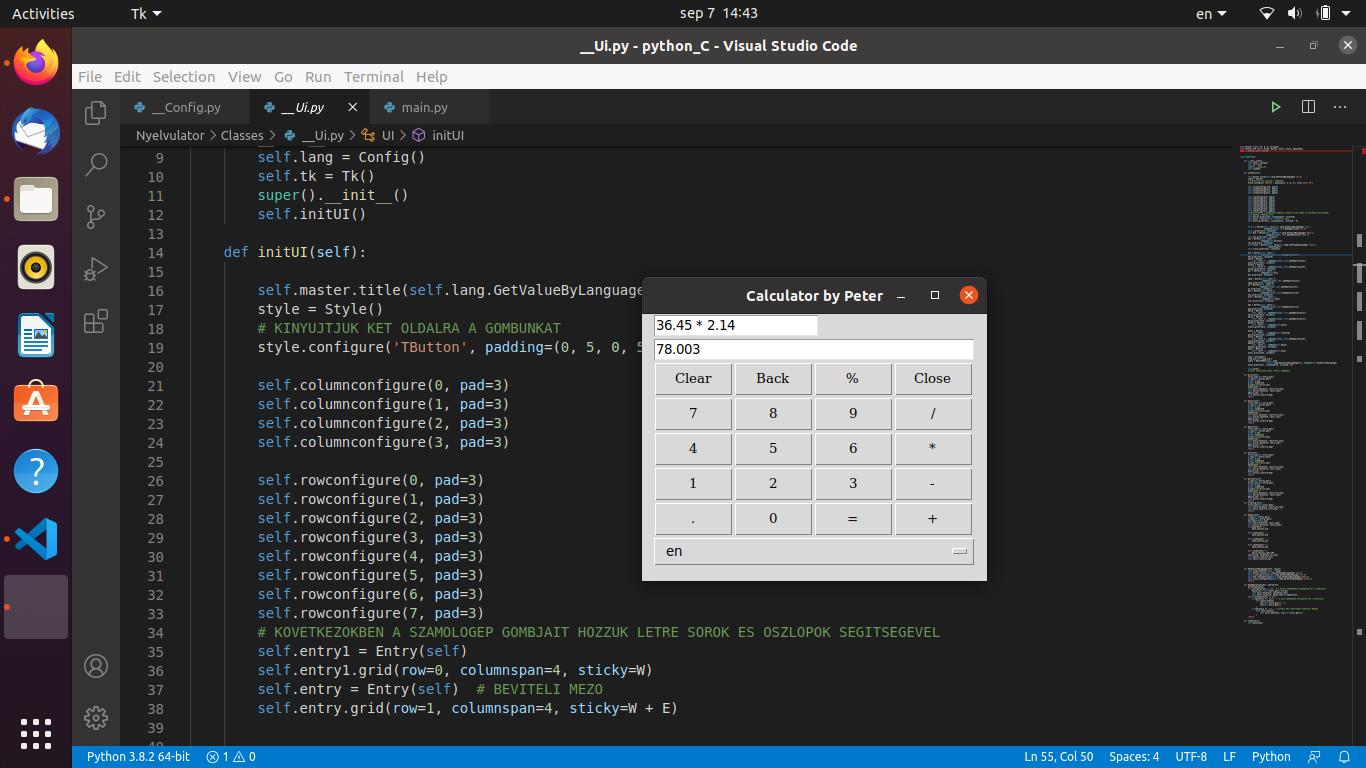 Activities
Tk
sep 7 14:43
en
__Ui.py - python_C - Visual Studio Code
File Edit Selection View Go Run Terminal Help
__Config.py
__Ui.py
main.py
Nyelvulator > Classes > __Ui.py > UI > initUI
9 self.lang = Config()
10 self.tk = Tk()
11 super().__init__()
12 self.initUI()
13
14 def initUI(self):
15
16 self.master.title(self.lang.GetValueByLanguage
17 style = Style()
18 # KINYUJTJUK KET OLDALRA A GOMBUNKAT
19 style.configure('TButton', padding=(0, 5, 0, 5
20
21 self.columnconfigure(0, pad=3)
22 self.columnconfigure(1, pad=3)
23 self.columnconfigure(2, pad=3)
24 self.columnconfigure(3, pad=3)
25
26 self.rowconfigure(0, pad=3)
27 self.rowconfigure(1, pad=3)
28 self.rowconfigure(2, pad=3)
29 self.rowconfigure(3, pad=3)
30 self.rowconfigure(4, pad=3)
31 self.rowconfigure(5, pad=3)
32 self.rowconfigure(6, pad=3)
33 self.rowconfigure(7, pad=3)
34 # KOVETKEZOKBEN A SZAMOLOGEP GOMBJAIT HOZZUK LETRE SOROK ES OSZLOPOK SEGITSEGEVEL
35 self.entry1 = Entry(self)
36 self.entry1.grid(row=0, columnspan=4, sticky=W)
37 self.entry = Entry(self) # BEVITELI MEZO
38 self.entry.grid(row=1, columnspan=4, sticky=W + E)
39
Calculator by Peter
36.45 * 2.14
78.003
Clear Back % Close
7 8 9 /
4 5 6 *
1 2 3 -
. 0 = +
en
Python 3.8.2 64-bit
1
0
Ln 55, Col 50
Spaces: 4
UTF-8
LF
Python